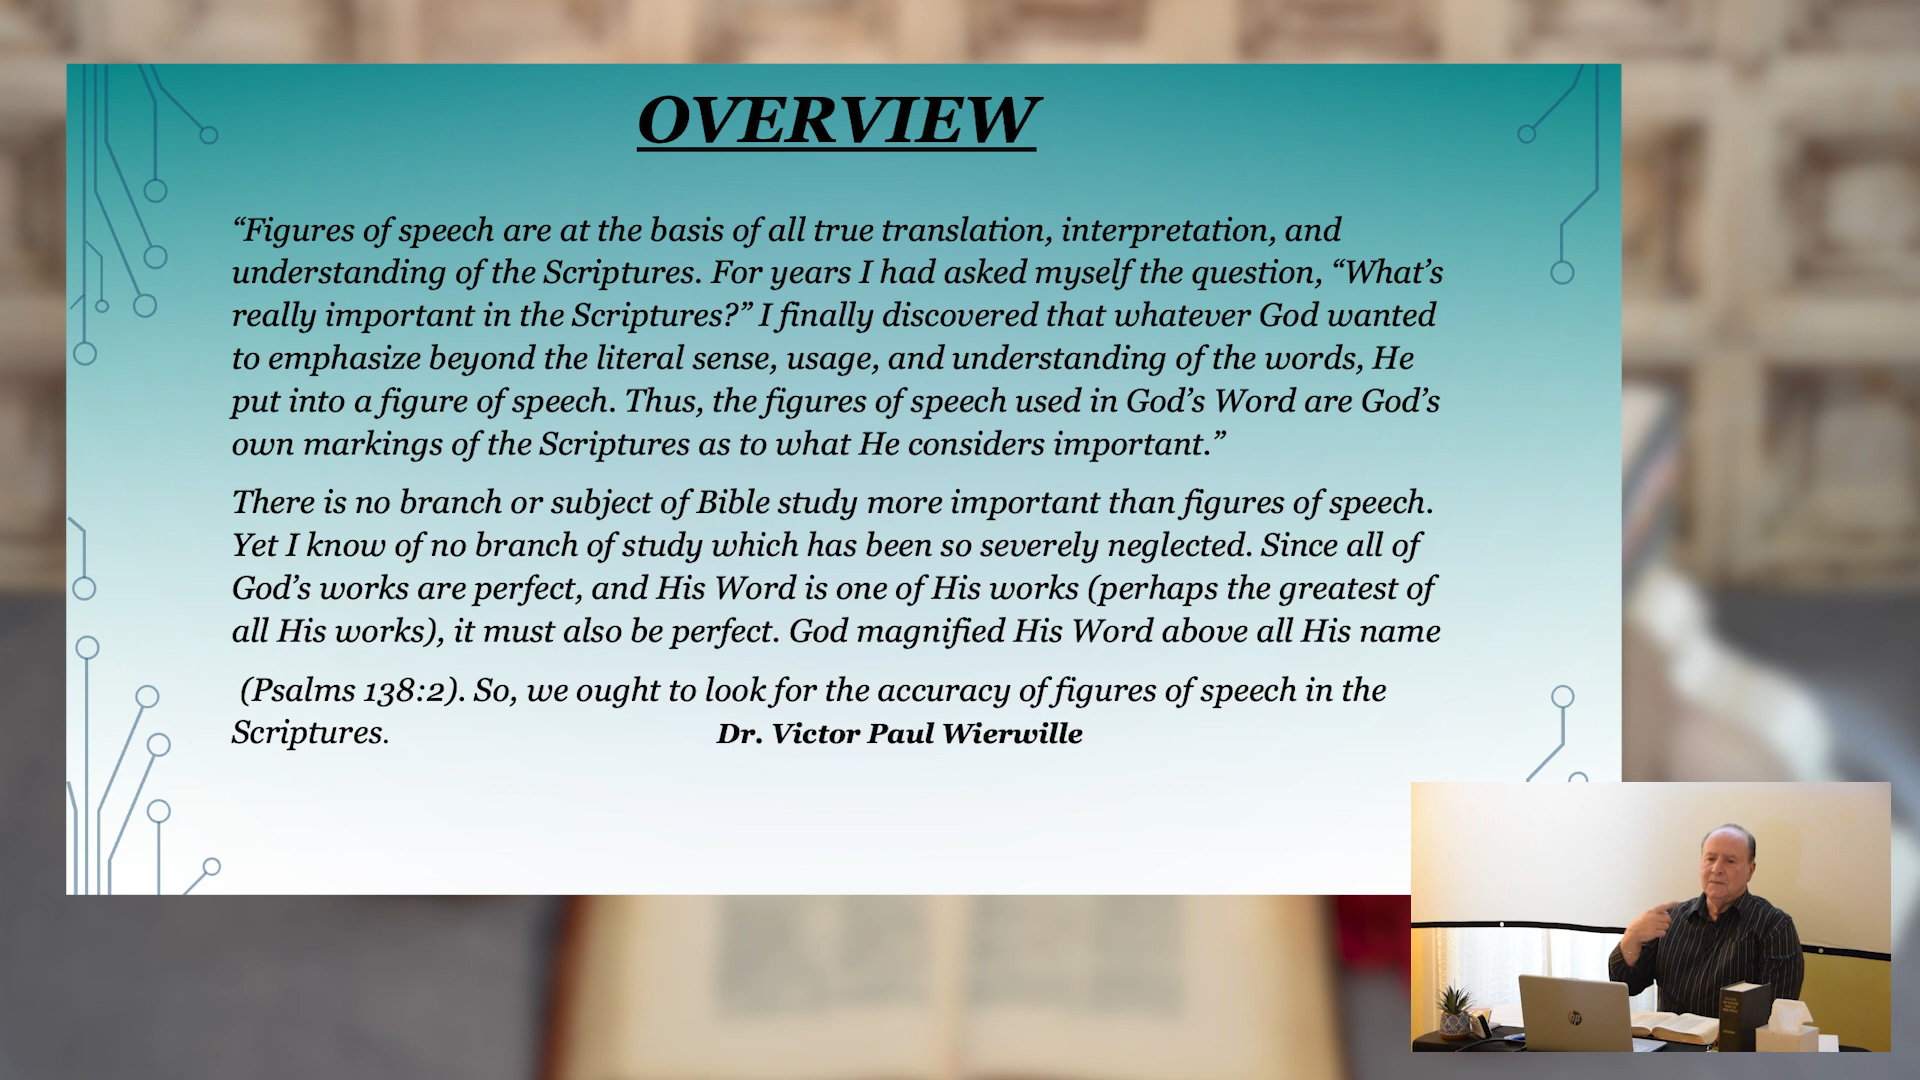 OVERVIEW
“Figures of speech are at the basis of all true translation, interpretation, and
understanding of the Scriptures. For years I had asked myself the question, “What’s
really important in the Scriptures?” I finally discovered that whatever God wanted
to emphasize beyond the literal sense, usage, and understanding of the words, He
put into a figure of speech. Thus, the figures of speech used in God’s Word are God’s
own markings of the Scriptures as to what He considers important.”
There is no branch or subject of Bible study more important than figures of speech.
Yet I know of no branch of study which has been so severely neglected. Since all of
God’s works are perfect, and His Word is one of His works (perhaps the greatest of
all His works), it must also be perfect. God magnified His Word above all His name
(Psalms 138:2). So, we ought to look for the accuracy of figures of speech in the
Scriptures. Dr. Victor Paul Wierwille
hp